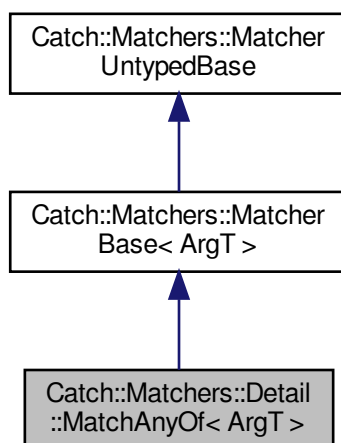 Catch::Matchers::Matcher
UntypedBase
Catch::Matchers::Matcher
Base< ArgT >
Catch::Matchers::Detail
::MatchAnyOf< ArgT >